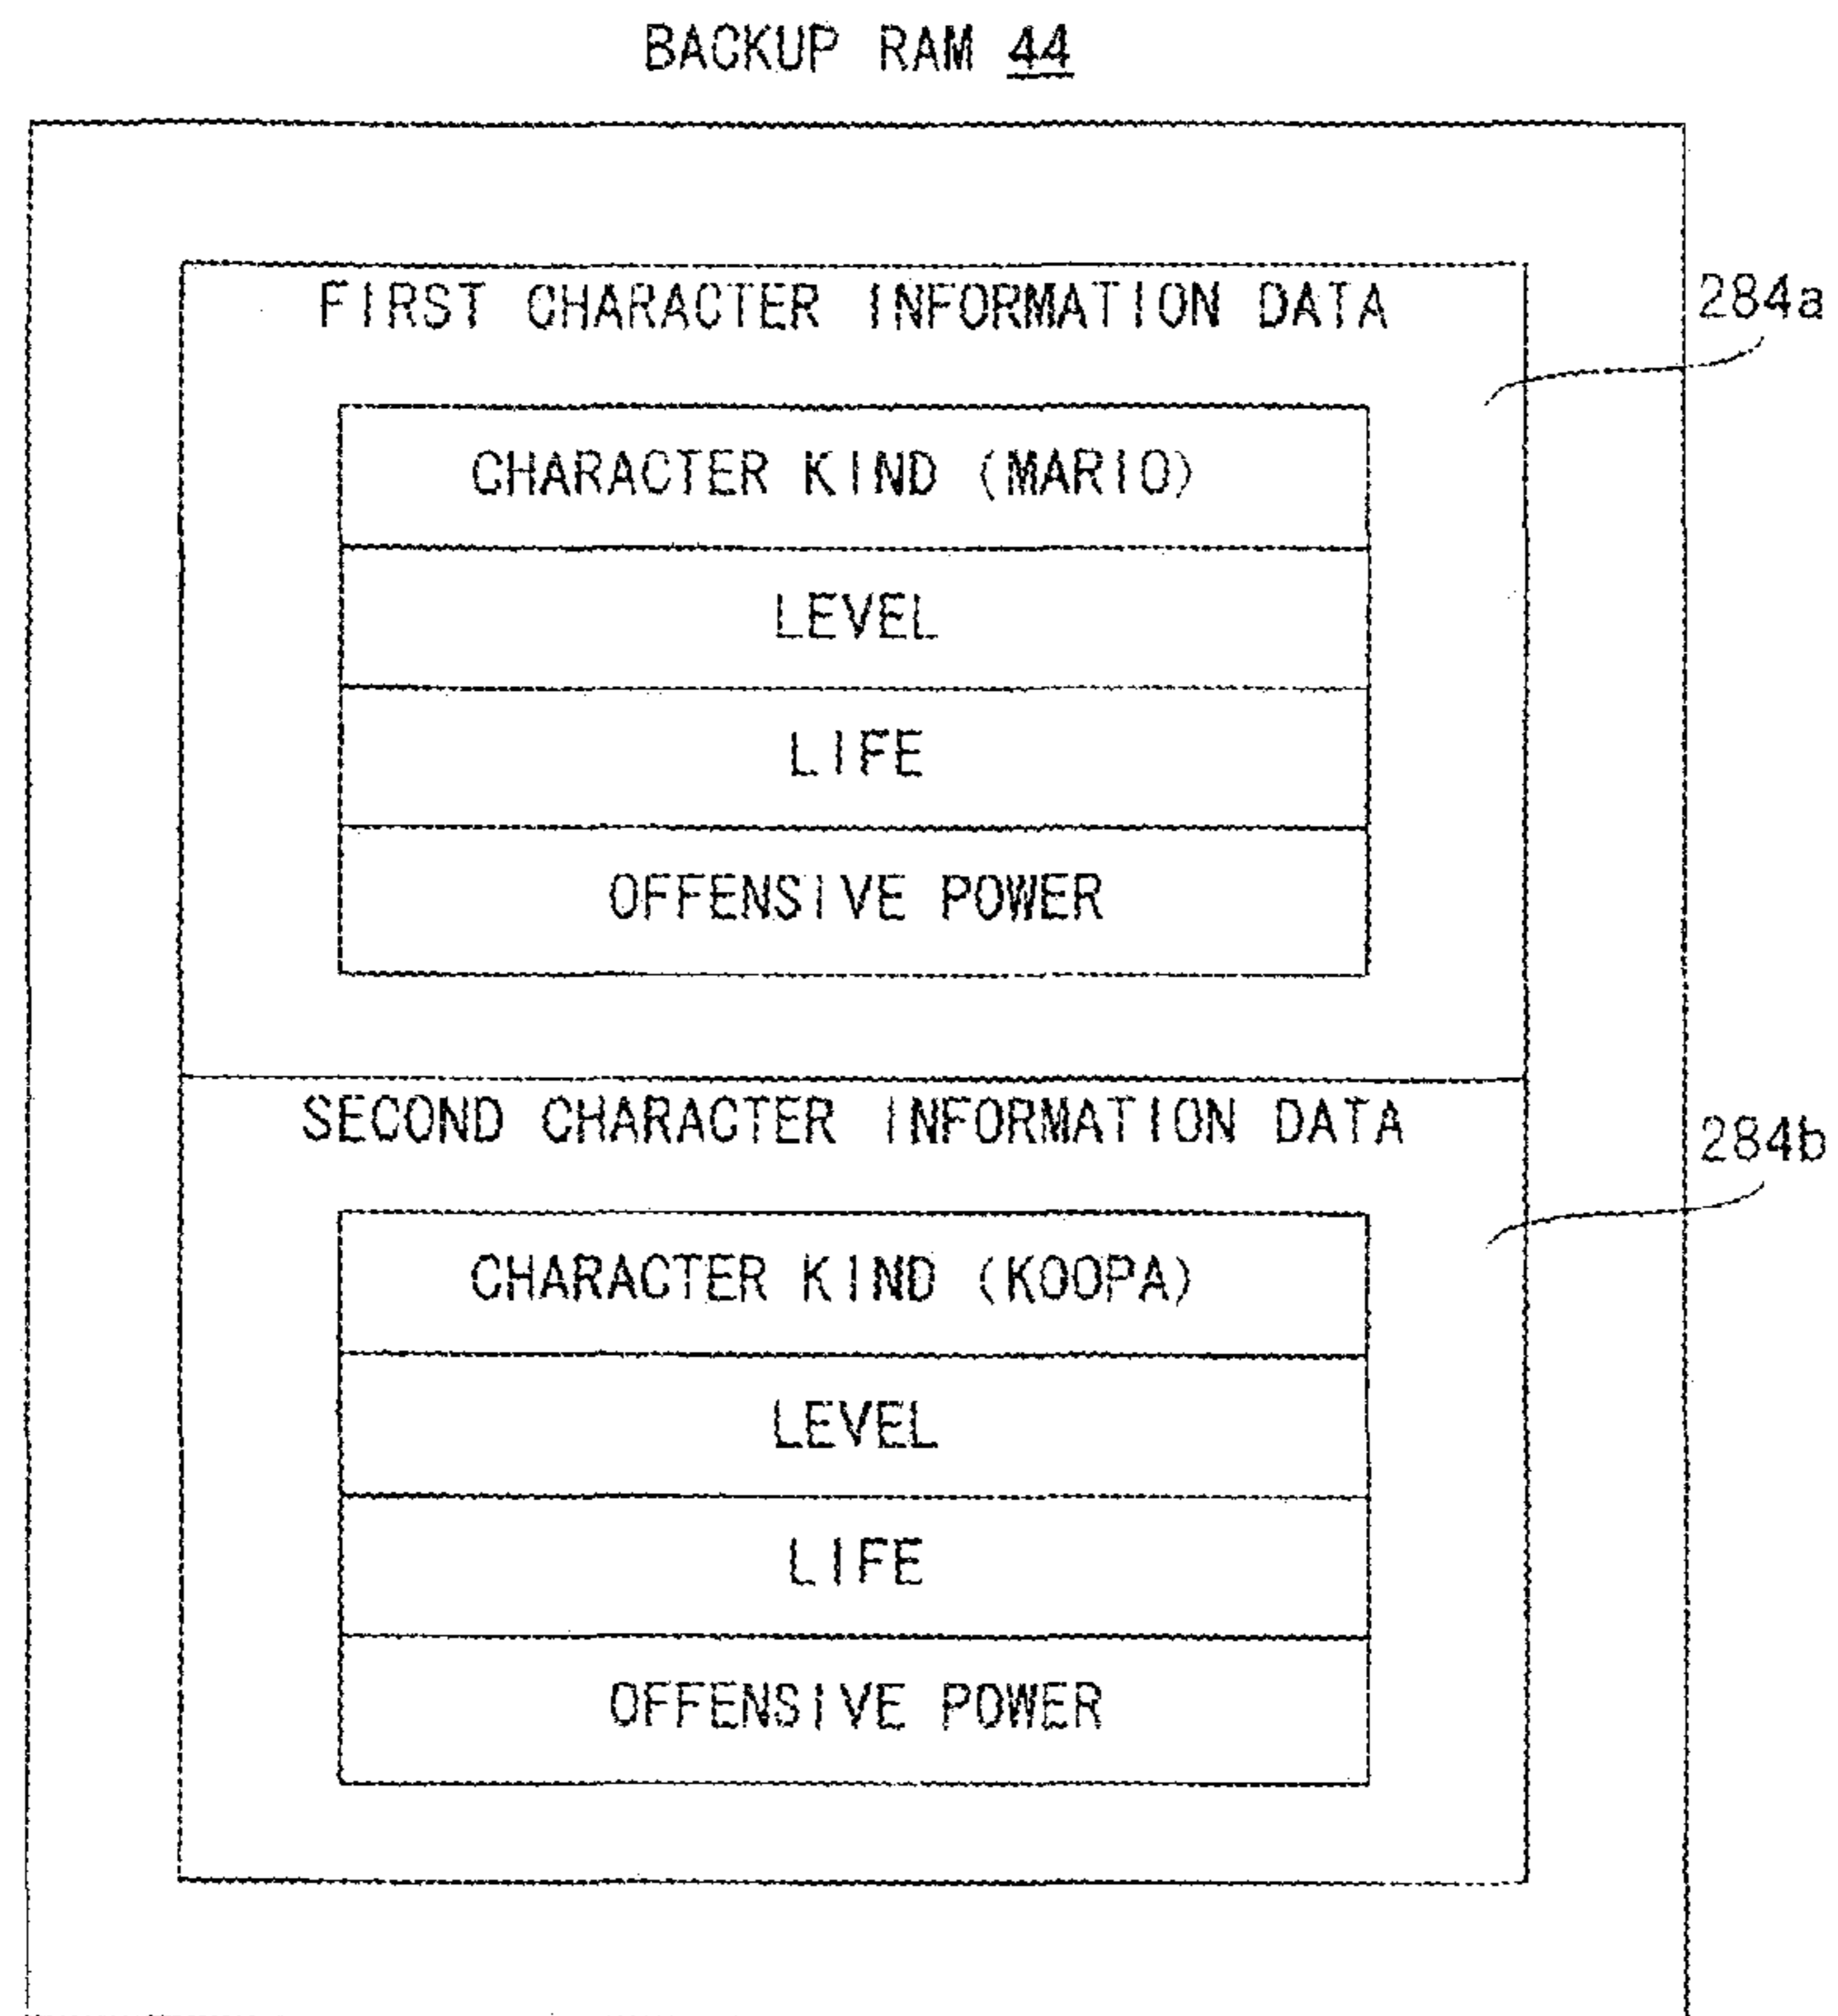 BACKUP RAM 44
FIRST CHARACTER INFORMATION DATA
284a
CHARACTER KIND (MARIO)
LEVEL
LIFE
OFFENSIVE POWER
SECOND CHARACTER INFORMATION DATA
284b
CHARACTER KIND (KOOPA)
LEVEL
LIFE
OFFENSIVE POWER